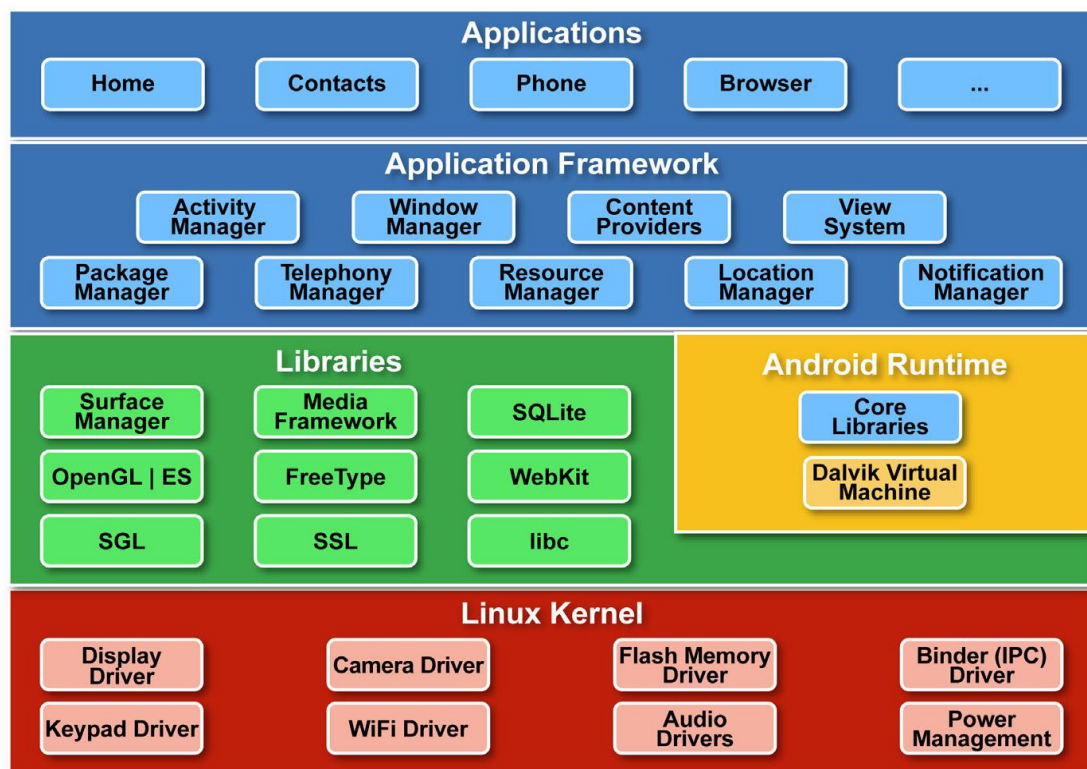 Applications
Home
Contacts
Phone
Browser
...
Application Framework
Activity
Manager
Window
Manager
Content
Providers
View
System
Package
Manager
Telephony
Manager
Resource
Manager
Location
Manager
Notification
Manager
Libraries
Surface
Manager
Media
Framework
SQLite
OpenGL | ES
FreeType
WebKit
SGL
SSL
libc
Android Runtime
Core
Libraries
Dalvik Virtual
Machine
Linux Kernel
Display
Driver
Camera Driver
Flash Memory
Driver
Binder (IPC)
Driver
Keypad Driver
WiFi Driver
Audio
Drivers
Power
Management